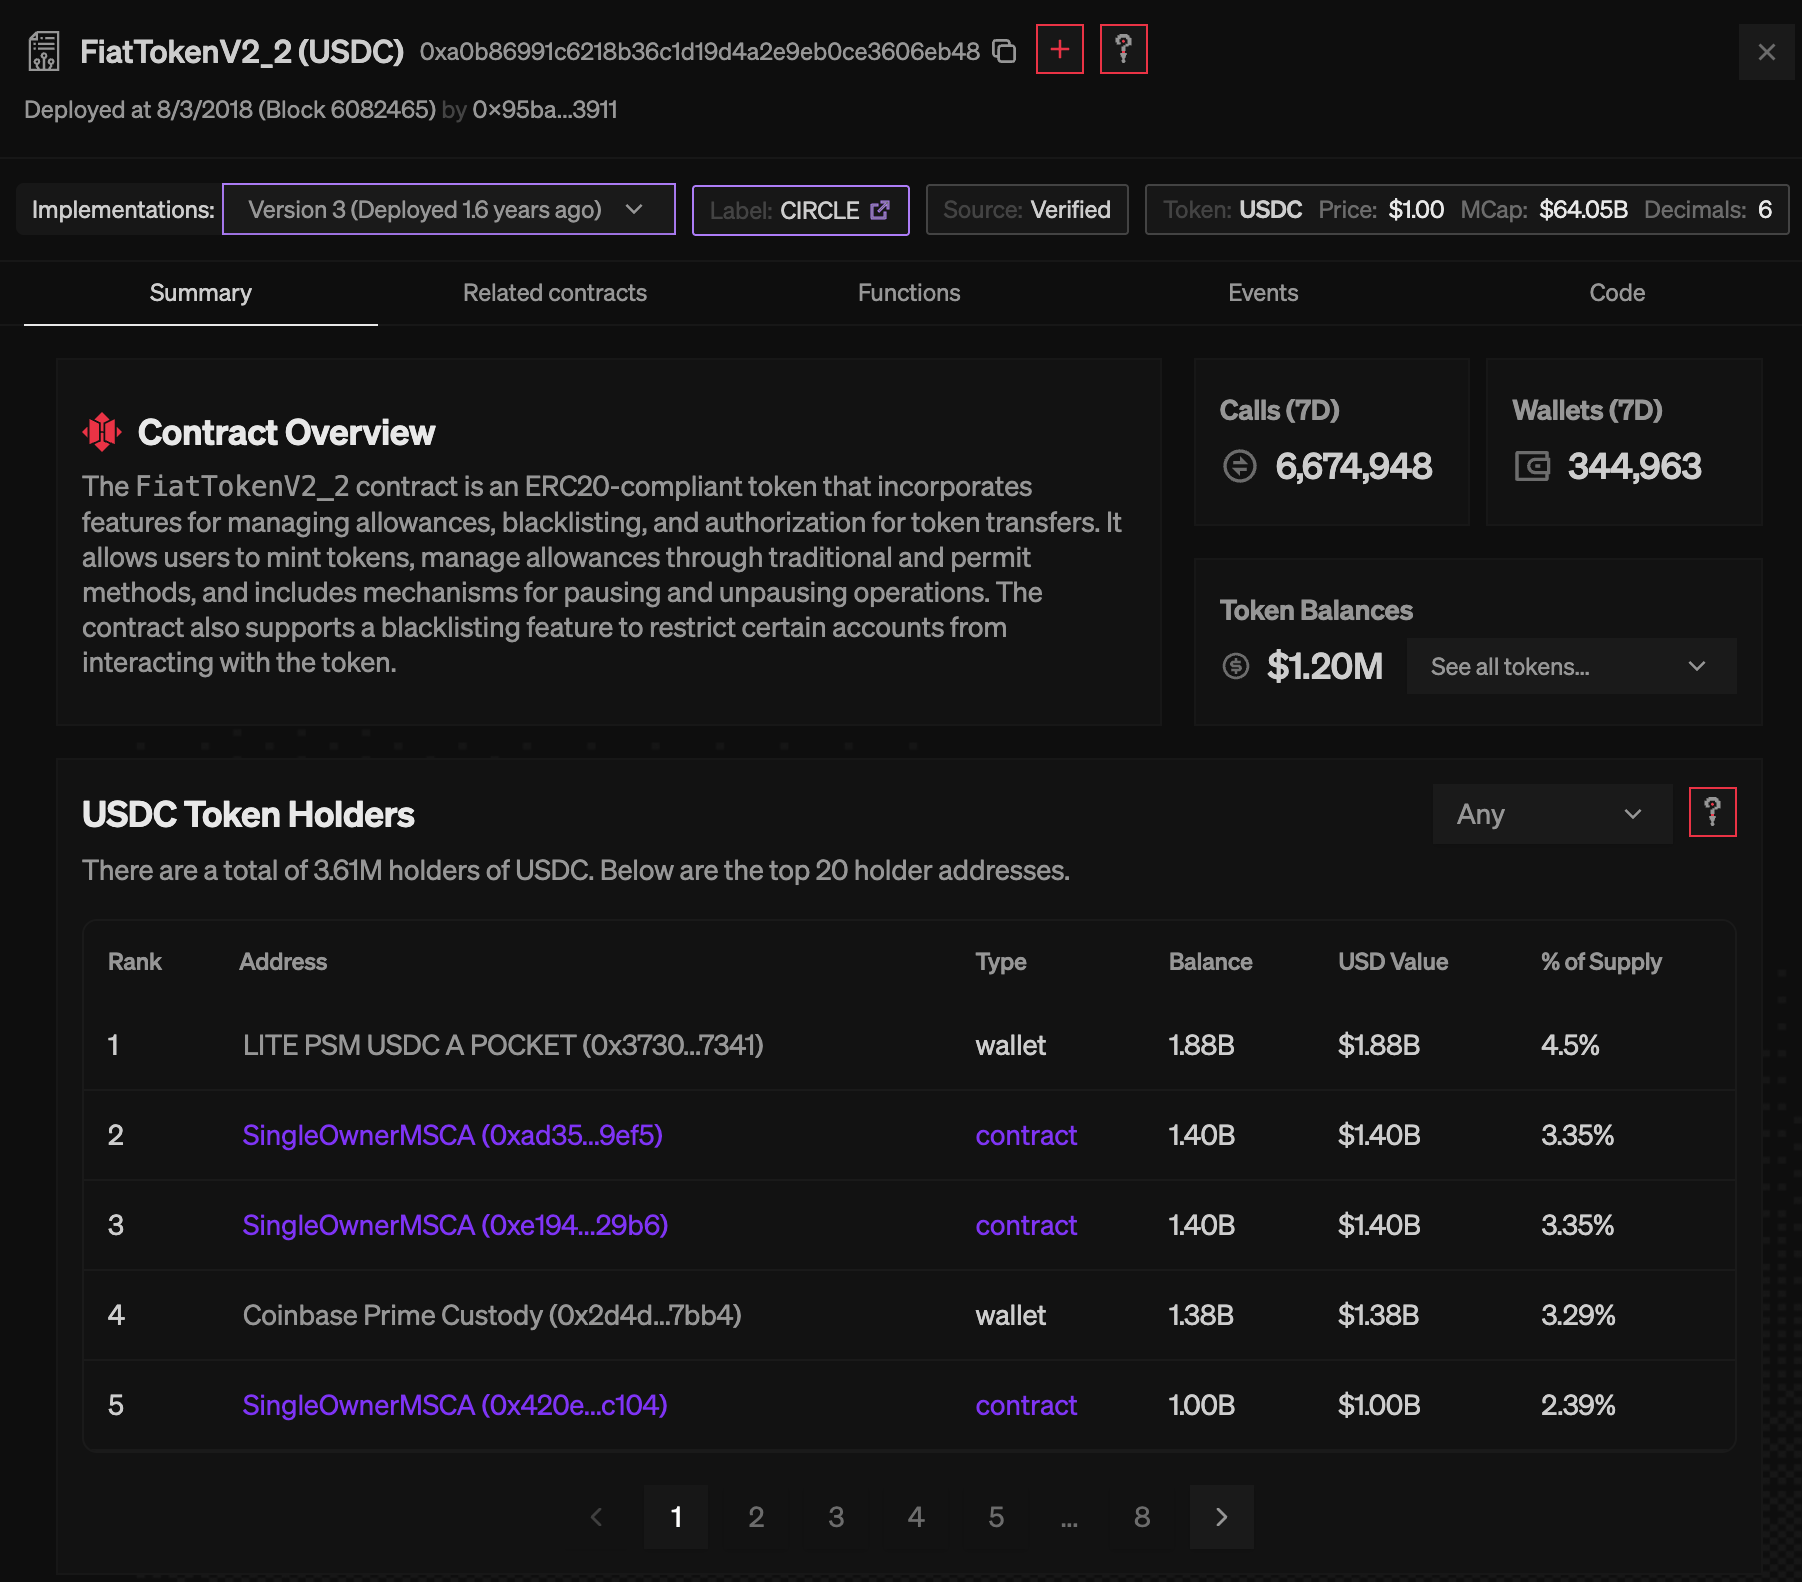 FiatTokenV2_2 (USDC) 0xa0b86991c6218b36c1d19d4a2e9eb0ce3606eb48
Deployed at 8/3/2018 (Block 6082465) by 0×95ba...3911
Implementations: Version 3 (Deployed 1.6 years ago) Label: CIRCLE Source: Verified Token: USDC Price: $1.00 MCap: $64.05B Decimals: 6
Summary Related contracts Functions Events Code
Contract Overview
The FiatTokenV2_2 contract is an ERC20-compliant token that incorporates
features for managing allowances, blacklisting, and authorization for token transfers. It
allows users to mint tokens, manage allowances through traditional and permit
methods, and includes mechanisms for pausing and unpausing operations. The
contract also supports a blacklisting feature to restrict certain accounts from
interacting with the token.
Calls (7D)
6,674,948
Wallets (7D)
344,963
Token Balances
$1.20M See all tokens...
USDC Token Holders Any
There are a total of 3.61M holders of USDC. Below are the top 20 holder addresses.
Rank Address Type Balance USD Value % of Supply
1 LITE PSM USDC A POCKET (0x3730...7341) wallet 1.88B $1.88B 4.5%
2 SingleOwnerMSCA (0xad35...9ef5) contract 1.40B $1.40B 3.35%
3 SingleOwnerMSCA (0xe194...29b6) contract 1.40B $1.40B 3.35%
4 Coinbase Prime Custody (0x2d4d...7bb4) wallet 1.38B $1.38B 3.29%
5 SingleOwnerMSCA (0x420e...c104) contract 1.00B $1.00B 2.39%
1 2 3 4 5 ... 8